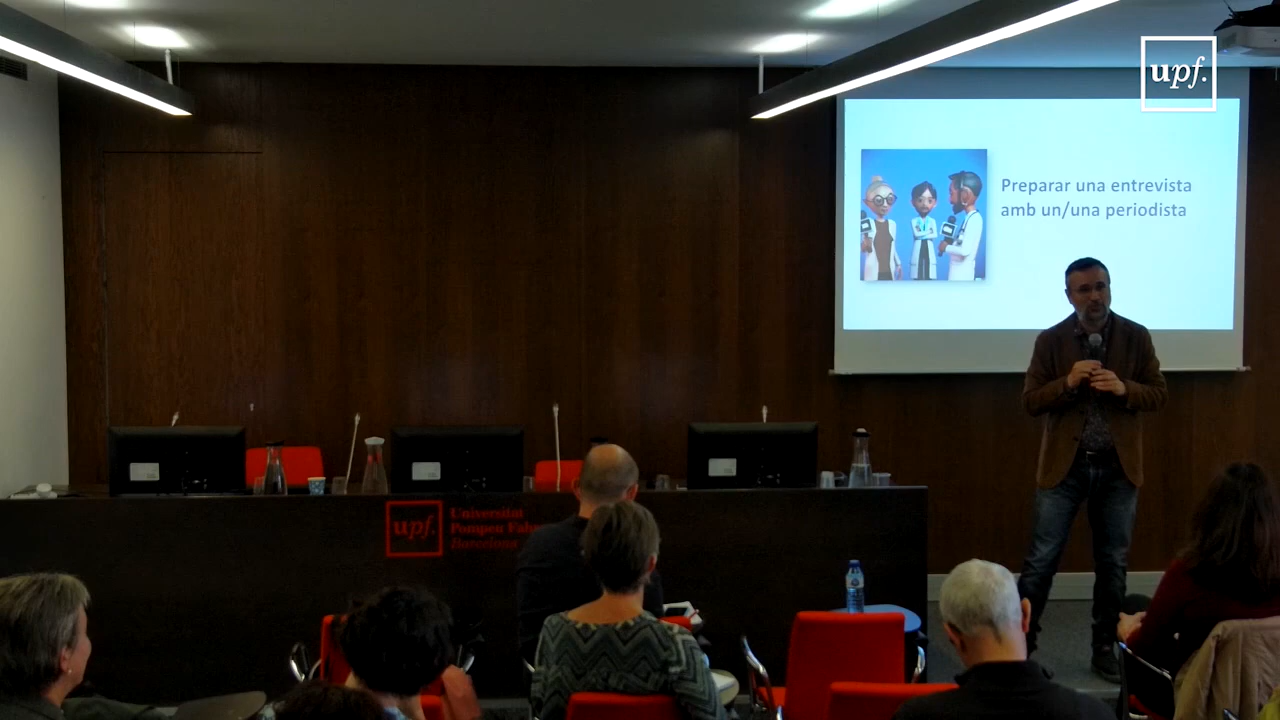 upf.
Preparar una entrevista
amb un/una periodista
upf.
Universitat
Pompeu Fabra
Barcelona